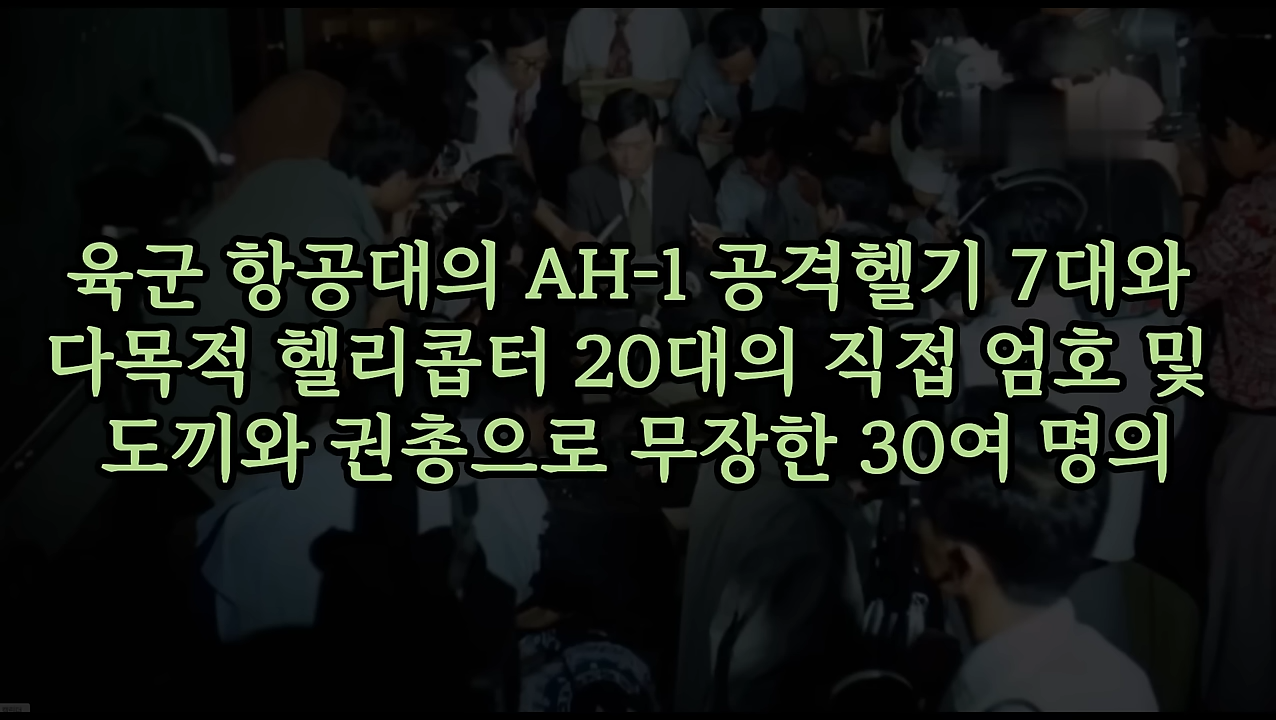 육군 항공대의 AH-1 공격헬기 7대와
다목적 헬리콥터 20대의 직접 엄호 및
도끼와 권총으로 무장한 30여 명의